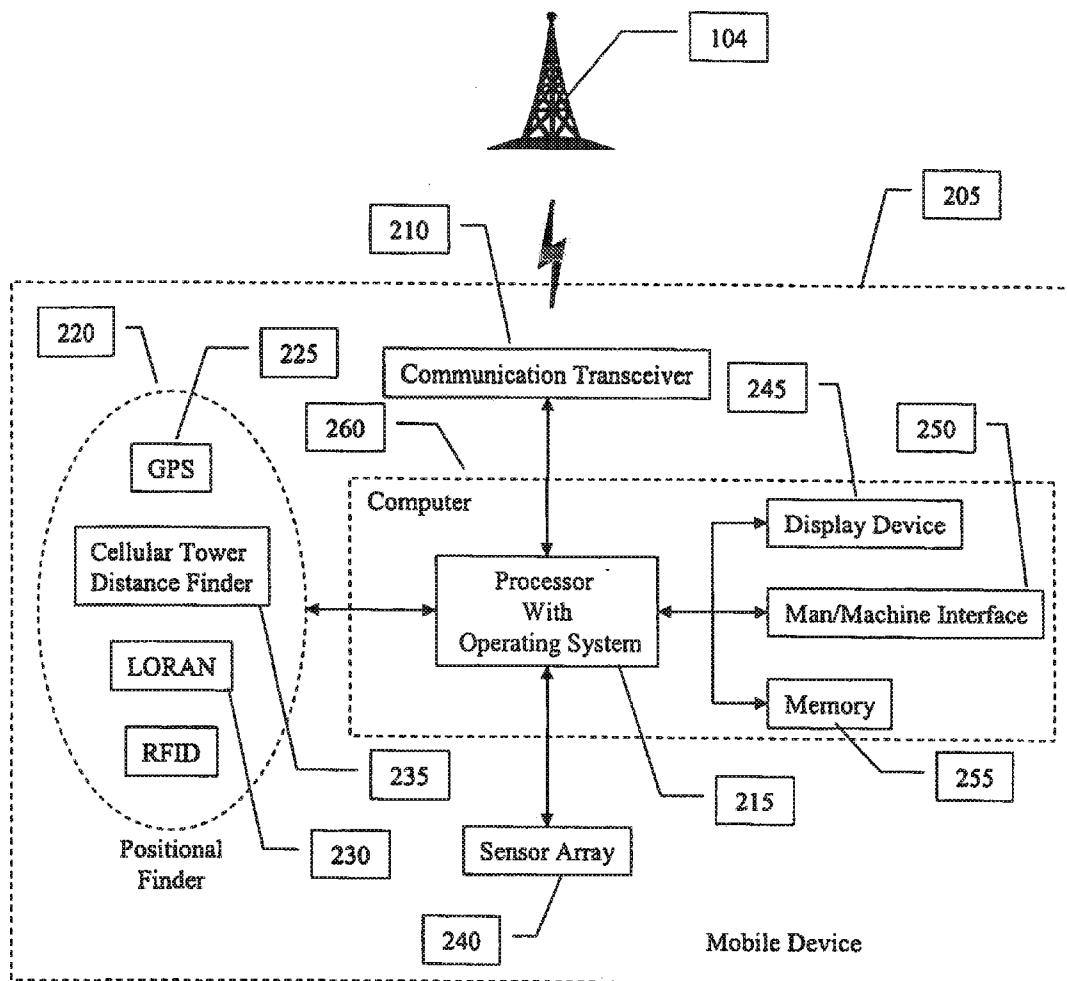 104
205
210
220
225
Communication Transceiver
245
260
250
GPS
Computer
Display Device
Cellular Tower
Distance Finder
Processor
With
Operating System
Man/Machine Interface
LORAN
Memory
RFID
235
215
255
Positional
Finder
230
Sensor Array
240
Mobile Device